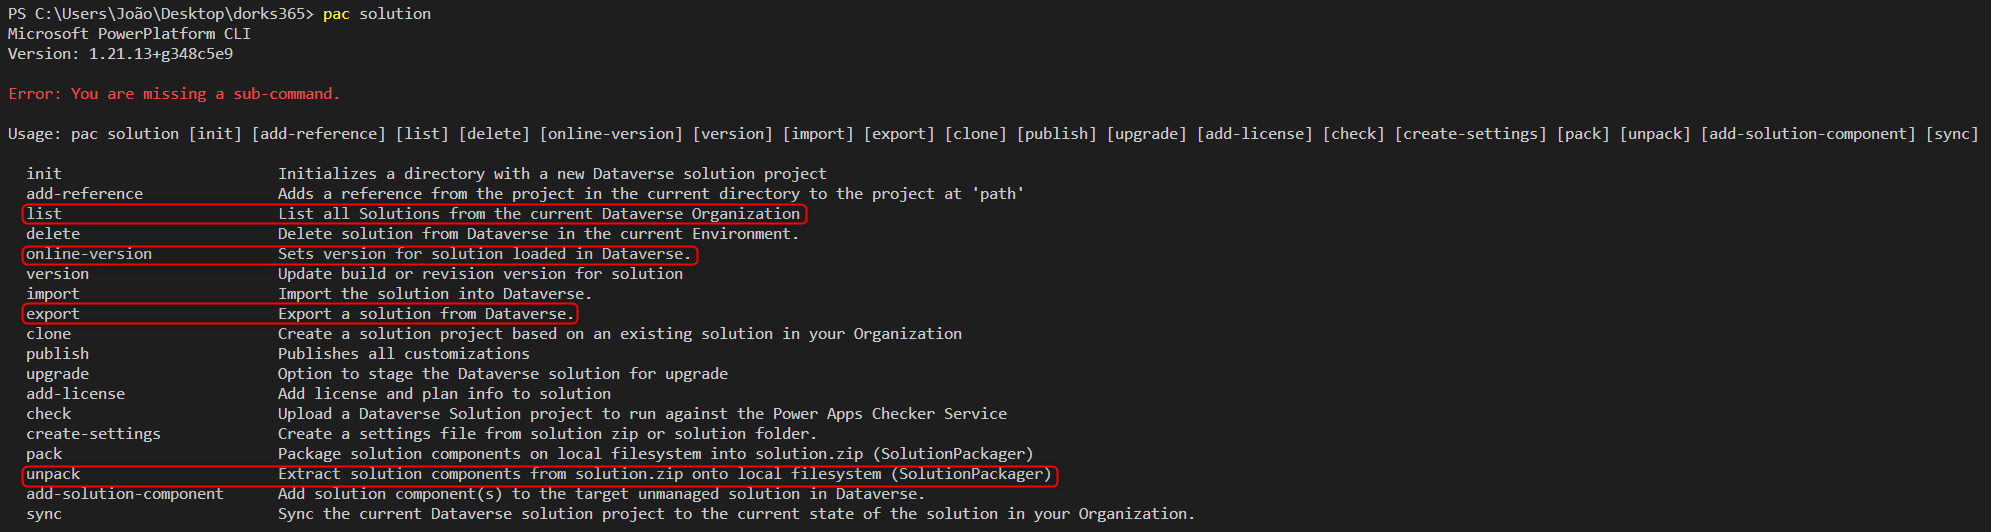 PS C:\Users\João\Desktop\dorks365> pac solution
Microsoft PowerPlatform CLI
Version: 1.21.13+g348c5e9
Error: You are missing a sub-command.
Usage: pac solution [init] [add-reference] [list] [delete] [online-version] [version] [import] [export] [clone] [publish] [upgrade] [add-license] [check] [create-settings] [pack] [unpack] [add-solution-component] [sync]
init Initializes a directory with a new Dataverse solution project
add-reference Adds a reference from the project in the current directory to the project at 'path'
list List all Solutions from the current Dataverse Organization
delete Delete solution from Dataverse in the current Environment.
online-version Sets version for solution loaded in Dataverse.
version Update build or revision version for solution
import Import the solution into Dataverse.
export Export a solution from Dataverse.
clone Create a solution project based on an existing solution in your Organization
publish Publishes all customizations
upgrade Option to stage the Dataverse solution for upgrade
add-license Add license and plan info to solution
check Upload a Dataverse Solution project to run against the Power Apps Checker Service
create-settings Create a settings file from solution zip or solution folder.
pack Package solution components on local filesystem into solution.zip (SolutionPackager)
unpack Extract solution components from solution.zip onto local filesystem (SolutionPackager)
add-solution-component Add solution component(s) to the target unmanaged solution in Dataverse.
sync Sync the current Dataverse solution project to the current state of the solution in your Organization.